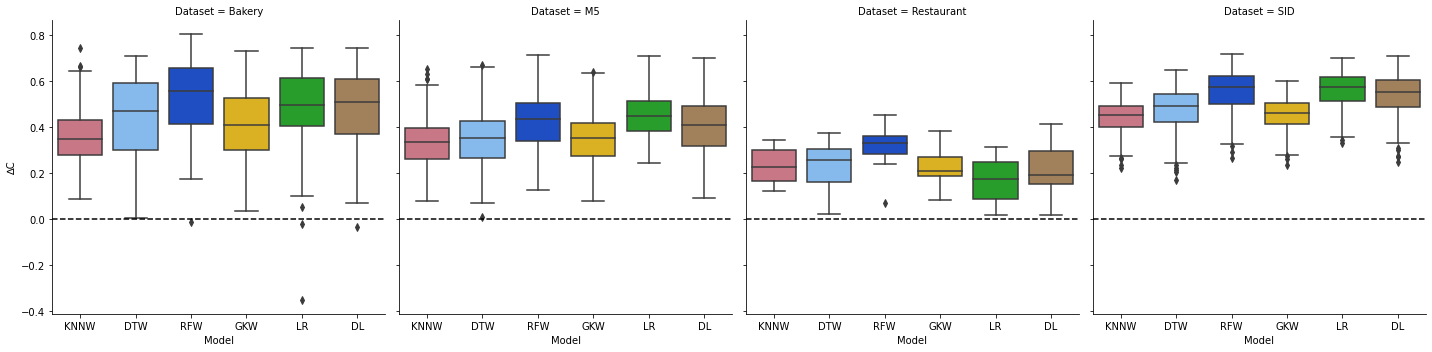 Dataset = Bakery
Dataset = M5
Dataset = Restaurant
Dataset = SID
ΔC
0.8
0.6
0.4
0.2
0.0
−0.2
−0.4
KNNW DTW RFW GKW LR DL
KNNW DTW RFW GKW LR DL
KNNW DTW RFW GKW LR DL
KNNW DTW RFW GKW LR DL
Model
Model
Model
Model